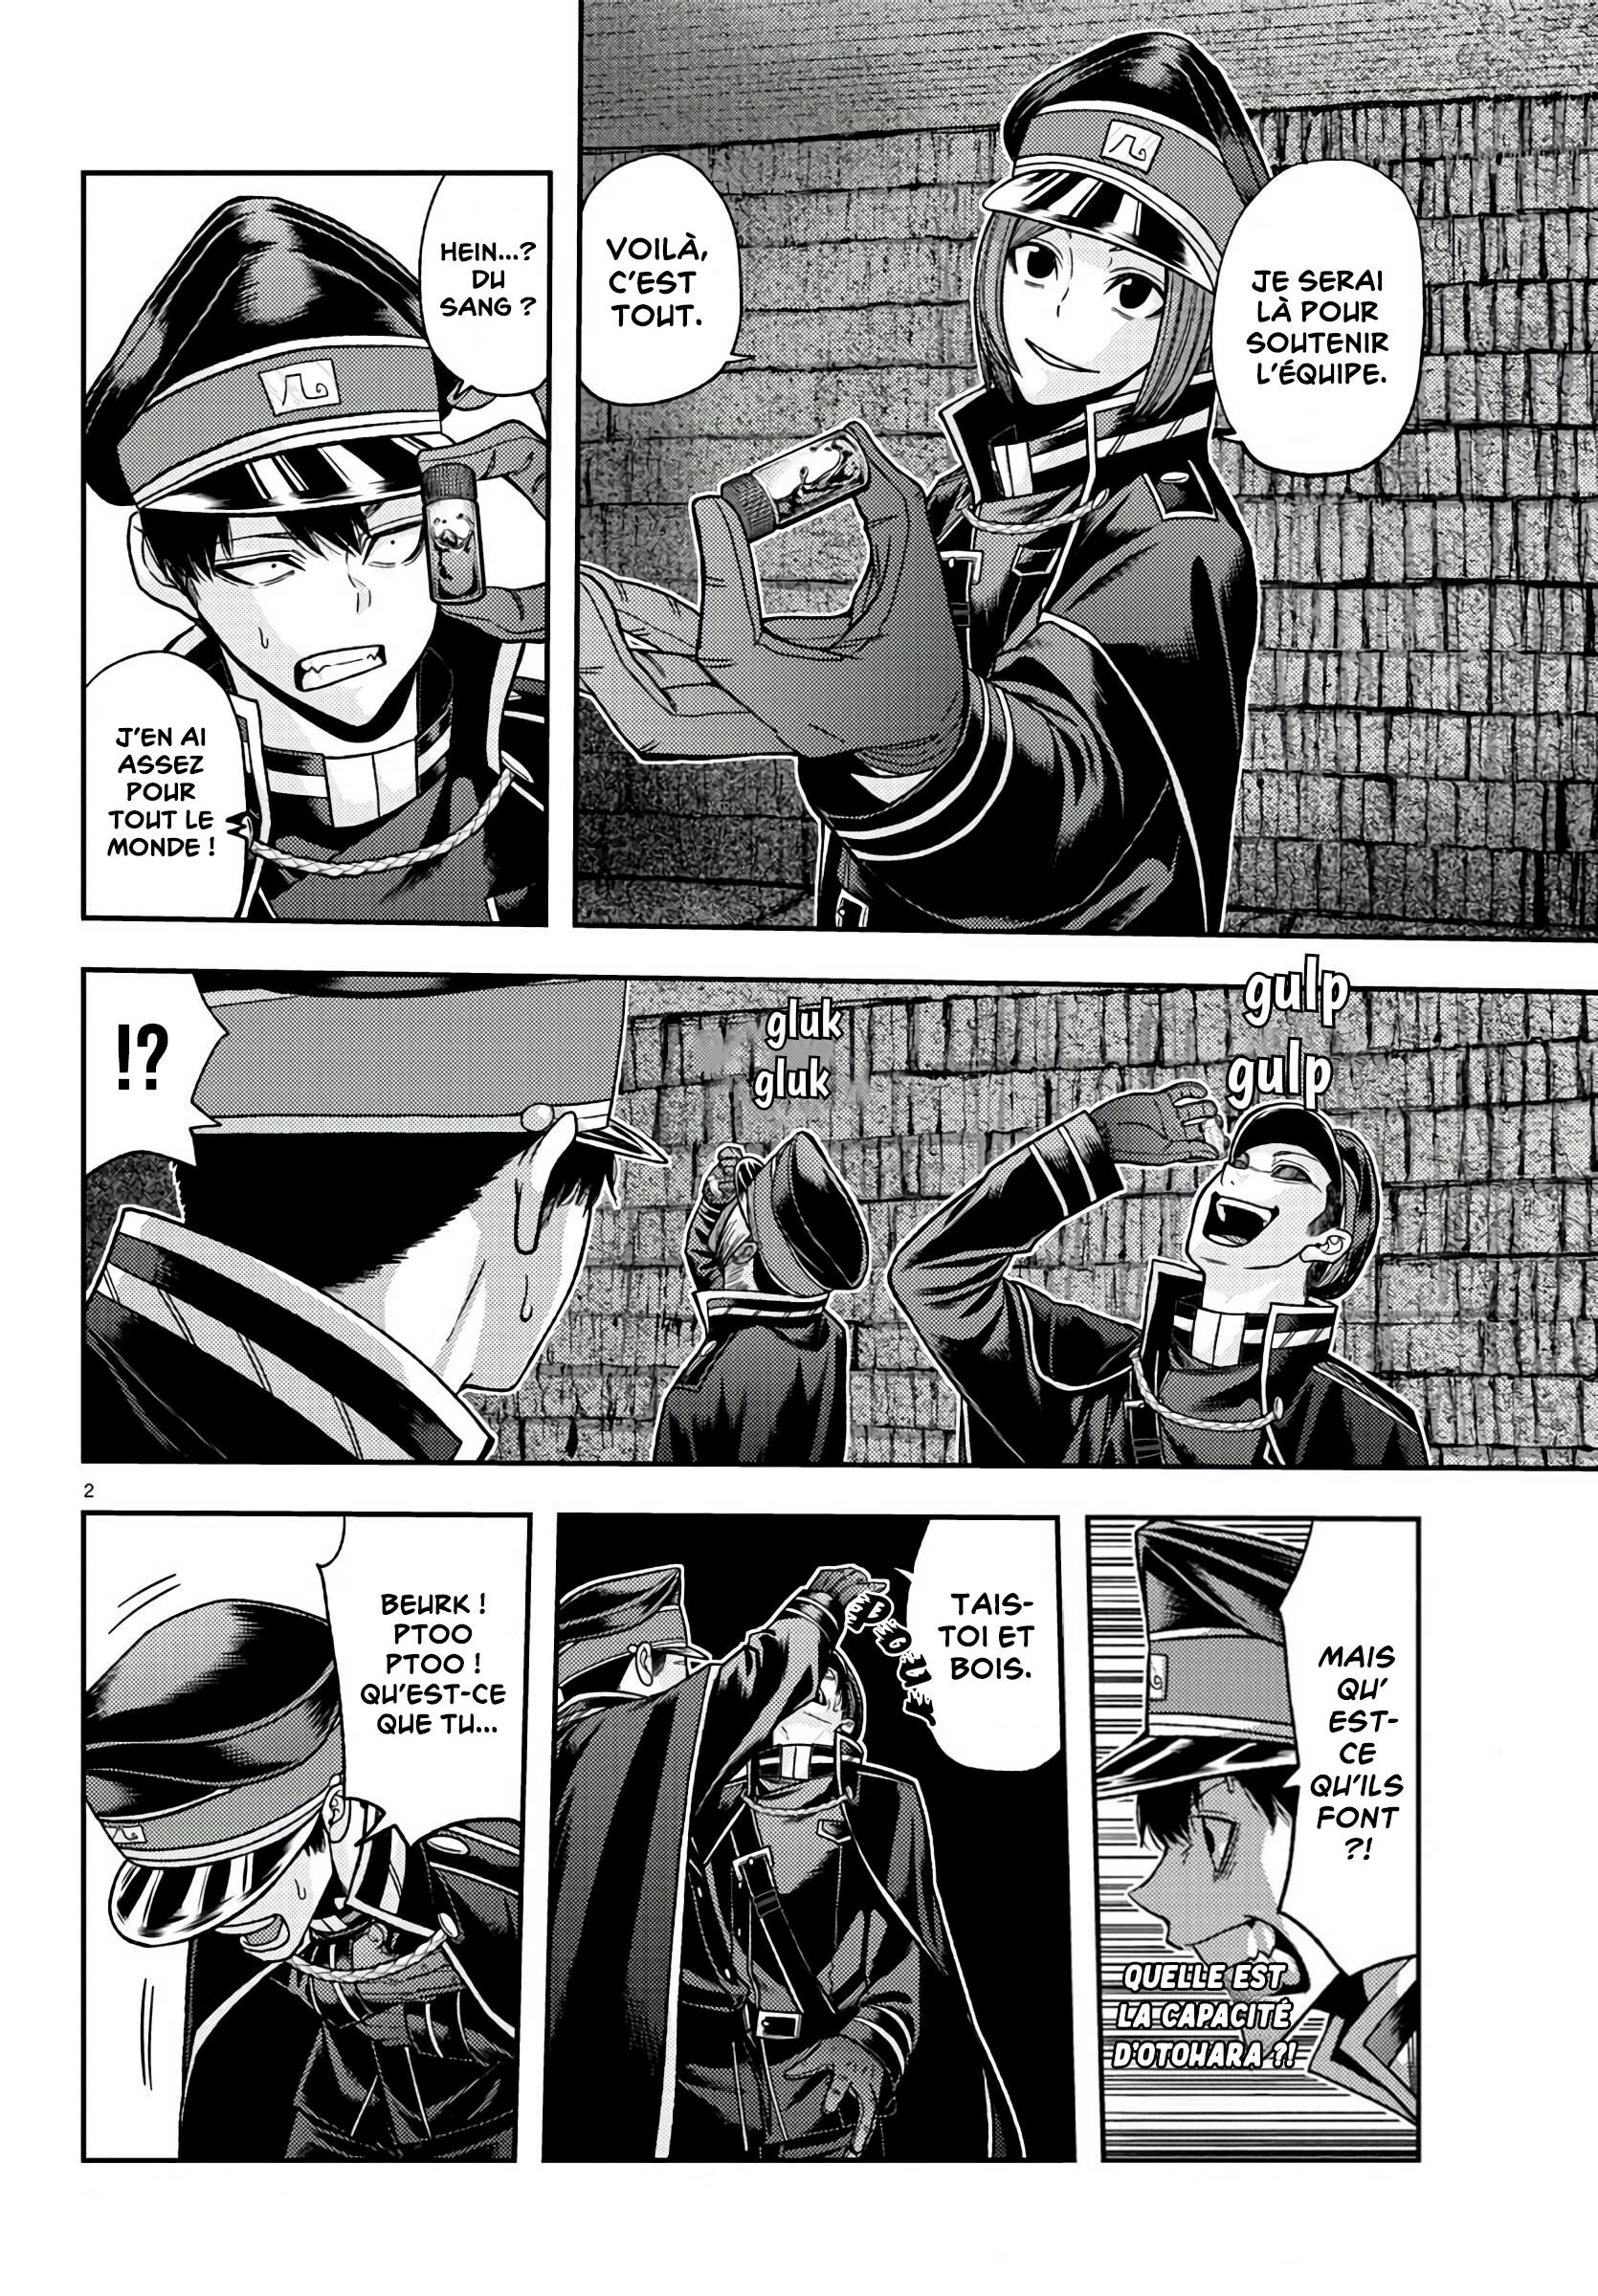 JE SERAI
LÀ POUR
SOUTENIR
L'ÉQUIPE.
VOILÀ,
C'EST
TOUT.
HEIN...?
DU
SANG ?
J'EN AI
ASSEZ
POUR
TOUT LE
MONDE !
gulp
gulp
gluk
gluk
!?
2
MAIS
QU'
EST-
CE
QU'ILS
FONT
?!
QUELLE EST
LA CAPACITÉ
D'OTOHARA ?!
TAIS-
TOI ET
BOIS.
POUY
BEURK !
PTOO
PTOO !
QU'EST-CE
QUE TU...